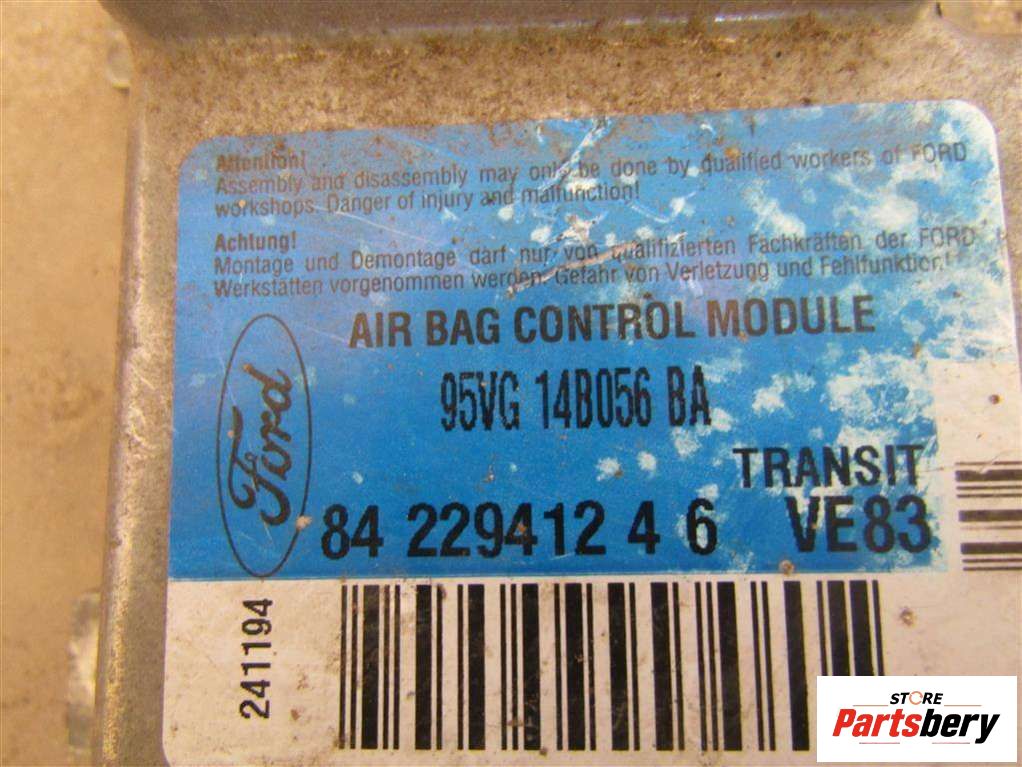 Attention!
Assembly and disassembly may only be done by qualified workers of FORD
workshops. Danger of injury and malfunction!
Achtung!
Montage und Demontage darf nur von qualifizierten Fachkräften der FORD
Werkstätten vorgenommen werden. Gefahr von Verletzung und Fehlfunktion!
AIR BAG CONTROL MODULE
95VG 14B056 BA
Ford
TRANSIT
84 229412 4 6 VE83
241194
STORE
Partsbery